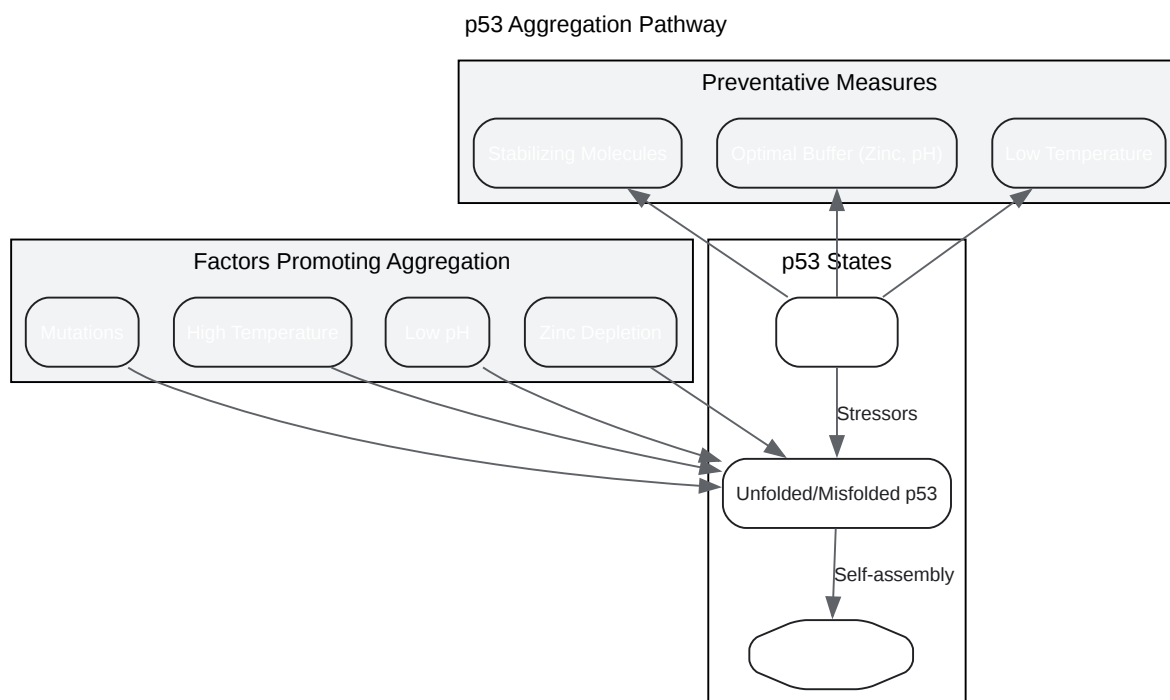 p53 Aggregation Pathway
Preventative Measures
Stabilizing Molecules
Optimal Buffer (Zinc, pH)
Low Temperature
Factors Promoting Aggregation
Mutations
High Temperature
Low pH
Zinc Depletion
p53 States
Stressors
Unfolded/Misfolded p53
Self-assembly